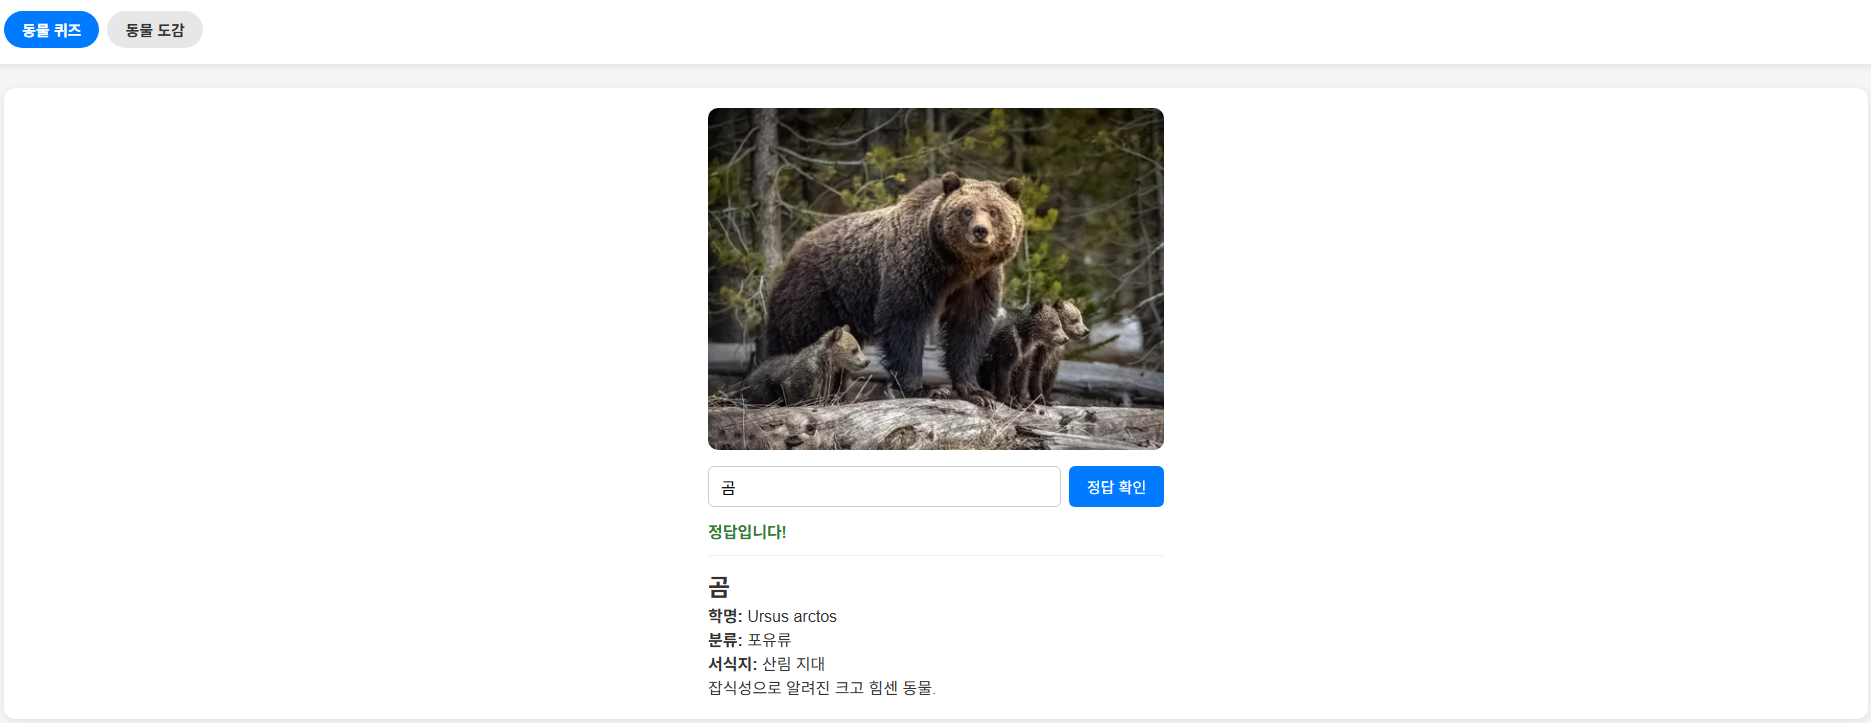 동물 퀴즈 동물 도감
곰 정답 확인
정답입니다!
곰
학명: Ursus arctos
분류: 포유류
서식지: 산림 지대
잡식성으로 알려진 크고 힘센 동물.